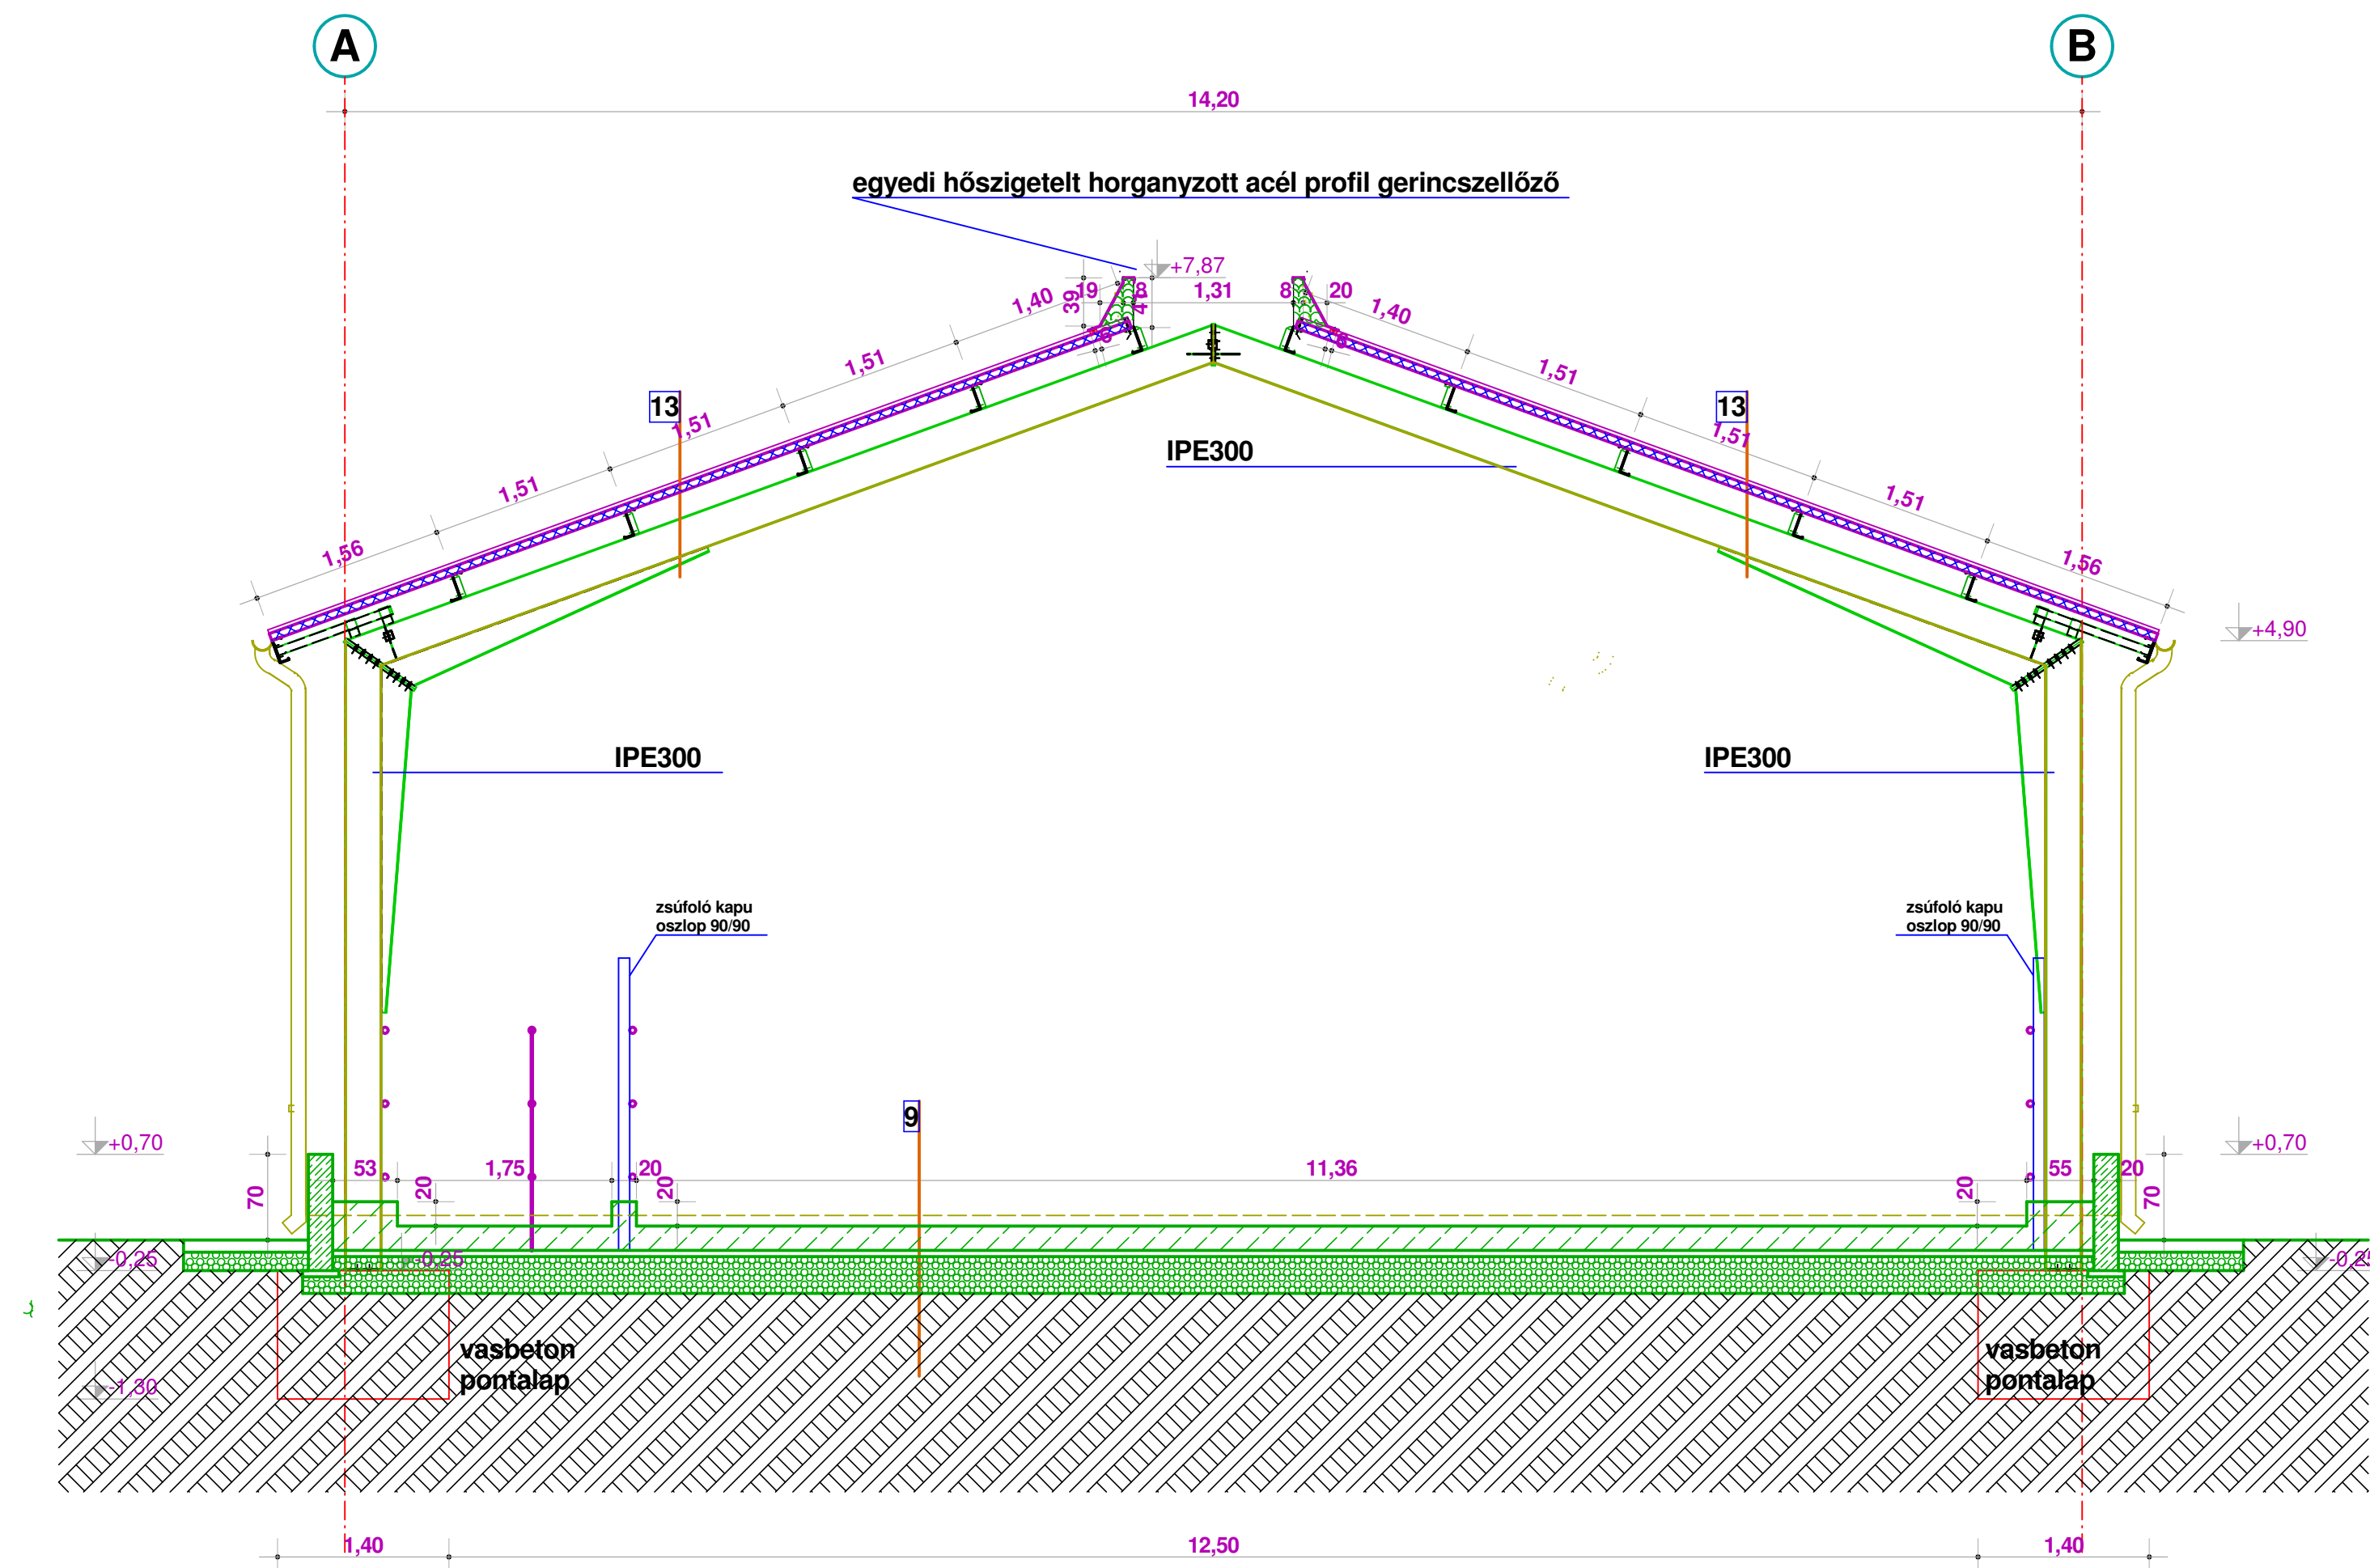 A
B
14,20
egyedi hőszigetelt horganyzott acél profil gerincszellőző
+7,87
39
19
8
1,31
8
20
1,40
1,40
1,51
1,51
13
13
1,51
1,51
IPE300
1,51
1,51
1,56
1,56
+4,90
IPE300
IPE300
zsúfoló kapu
oszlop 90/90
zsúfoló kapu
oszlop 90/90
9
+0,70
+0,70
53
1,75
20
11,36
55
20
70
20
20
20
70
-0,25
-0,25
vasbeton
pontalap
vasbeton
pontalap
-1,30
1,40
12,50
1,40